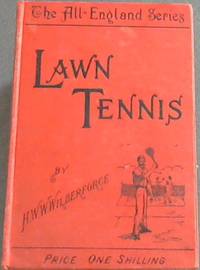 The All-England Series
LAWN
TENNIS
BY
H.W.W.WILBERFORCE
PRICE ONE SHILLING